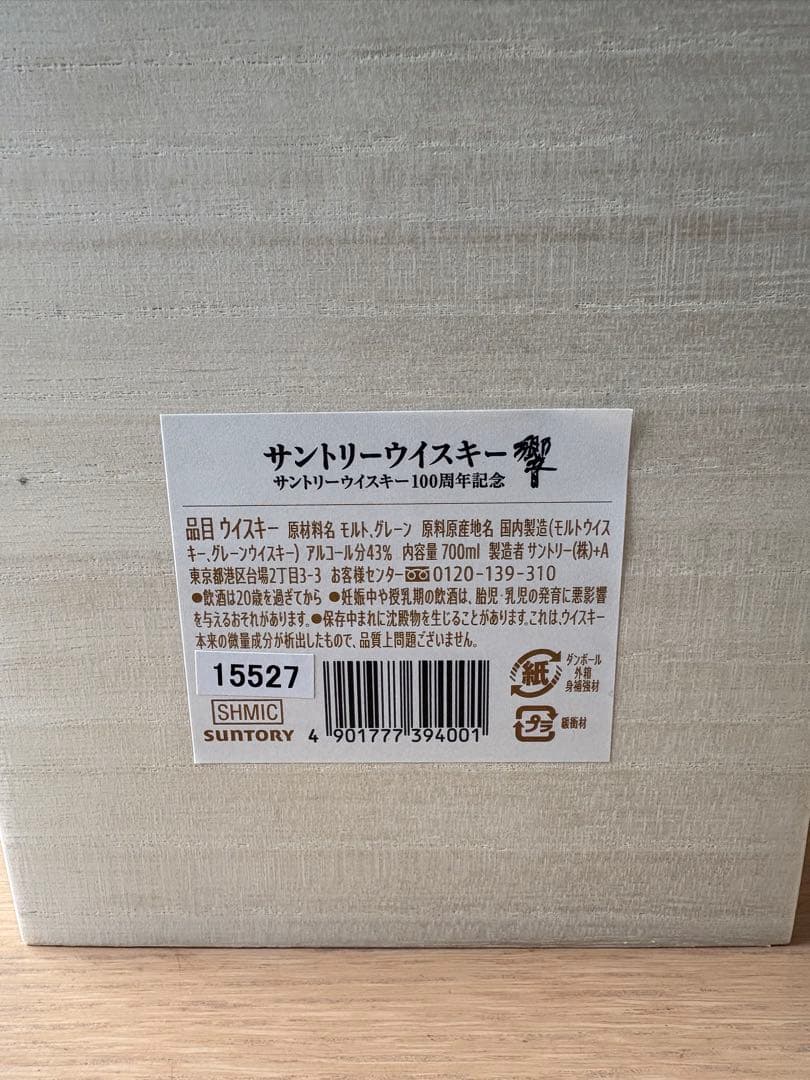 サントリーウイスキー響
サントリーウイスキー100周年記念
品目 ウイスキー 原材料名 モルト、グレーン 原料原産地名 国内製造(モルトウイス
キー、グレーンウイスキー) アルコール分43% 内容量 700ml 製造者 サントリー(株)+A
東京都港区台場2丁目3-3 お客様センター 0120-139-310
●飲酒は20歳を過ぎてから ●妊娠中や授乳期の飲酒は、胎児・乳児の発育に悪影響
を与えるおそれがあります。●保存中まれに沈殿物を生じることがあります。これは、ウイスキー
本来の微量成分が析出したもので、品質上問題ございません。
15527
SHMIC
SUNTORY
4 901777 394001
紙
ダンボール
外箱
身補強材
プラ
緩衝材